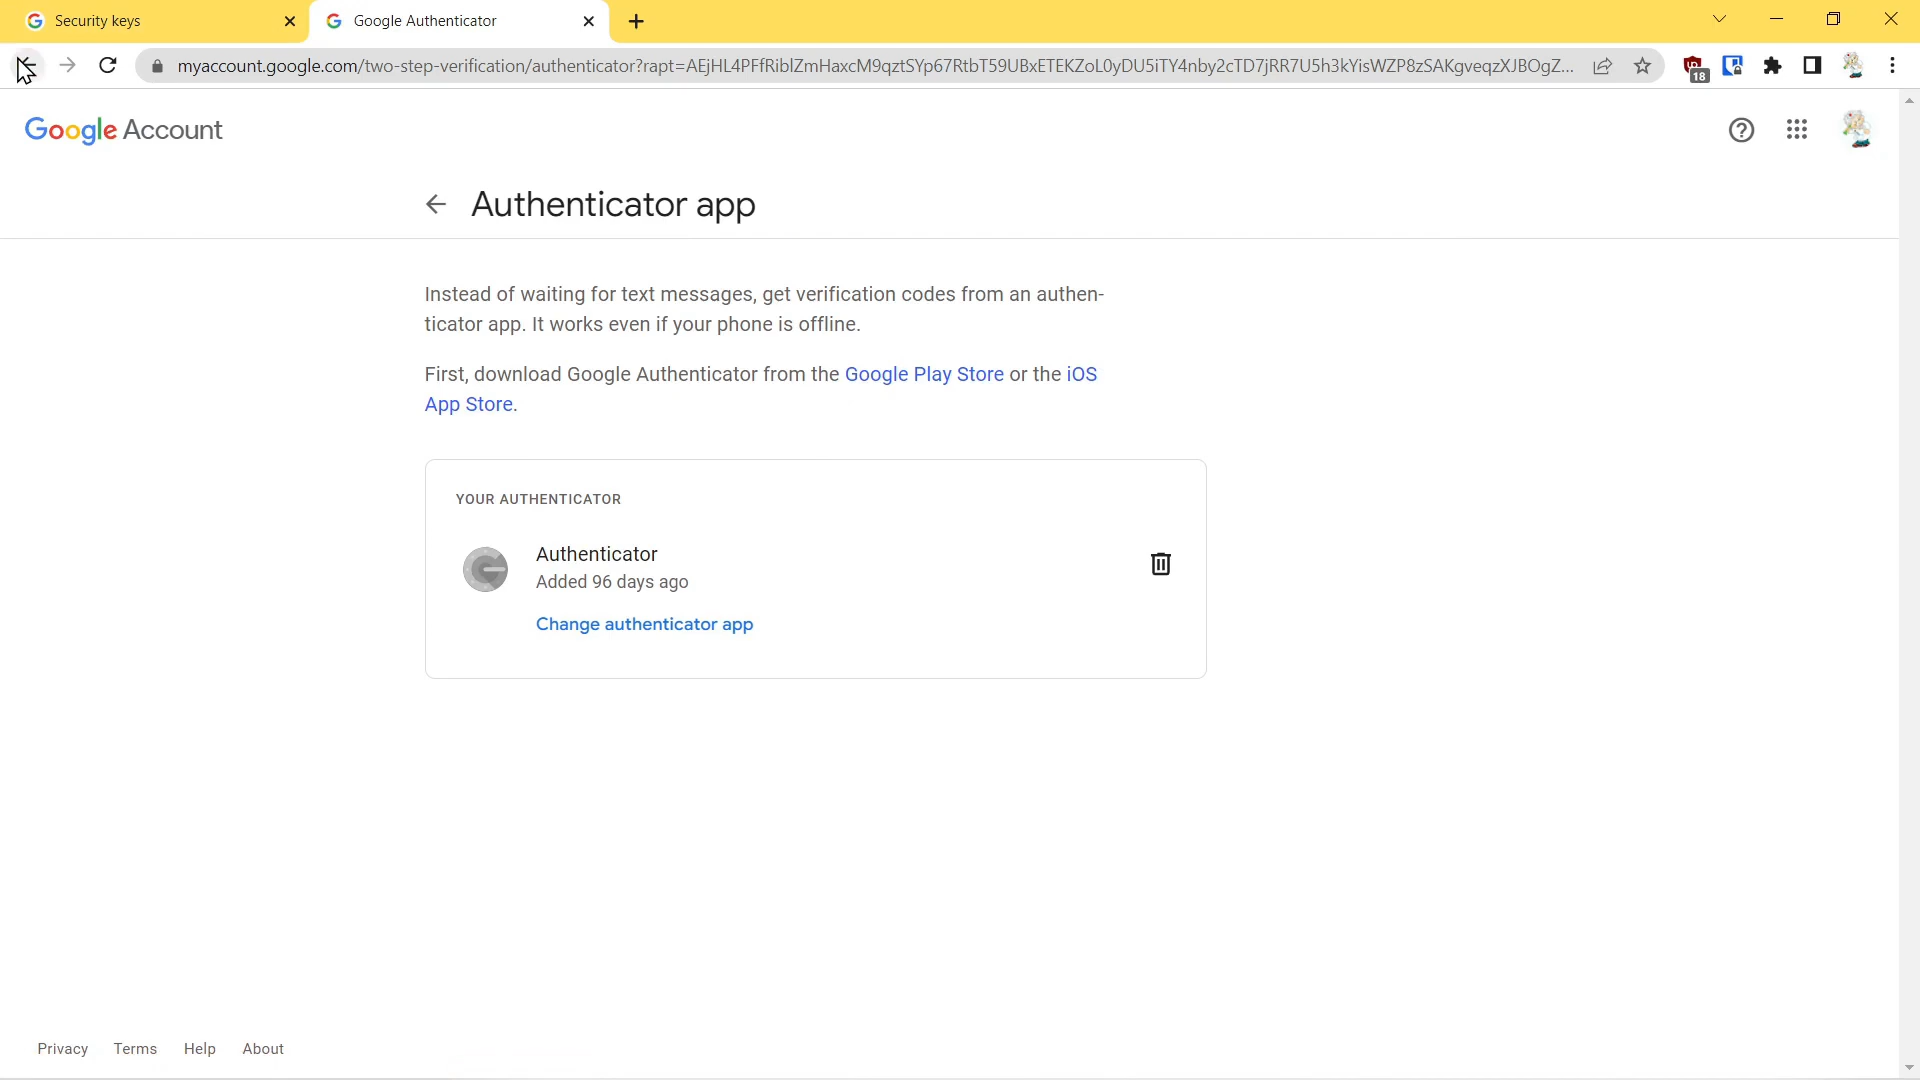 Security keys
Google Authenticator
myaccount.google.com/two-step-verification/authenticator?rapt=AEjHL4PFfRiblZmHaxcM9qztSYp67RtbT59UBxETEKZoL0yDU5iTY4nby2cTD7jRR7U5h3kYisWZP8zSAKgveqzXJBOgZ...
18
Google Account
Authenticator app
Instead of waiting for text messages, get verification codes from an authen-
ticator app. It works even if your phone is offline.
First, download Google Authenticator from the Google Play Store or the iOS
App Store.
YOUR AUTHENTICATOR
Authenticator
Added 96 days ago
Change authenticator app
Privacy Terms Help About